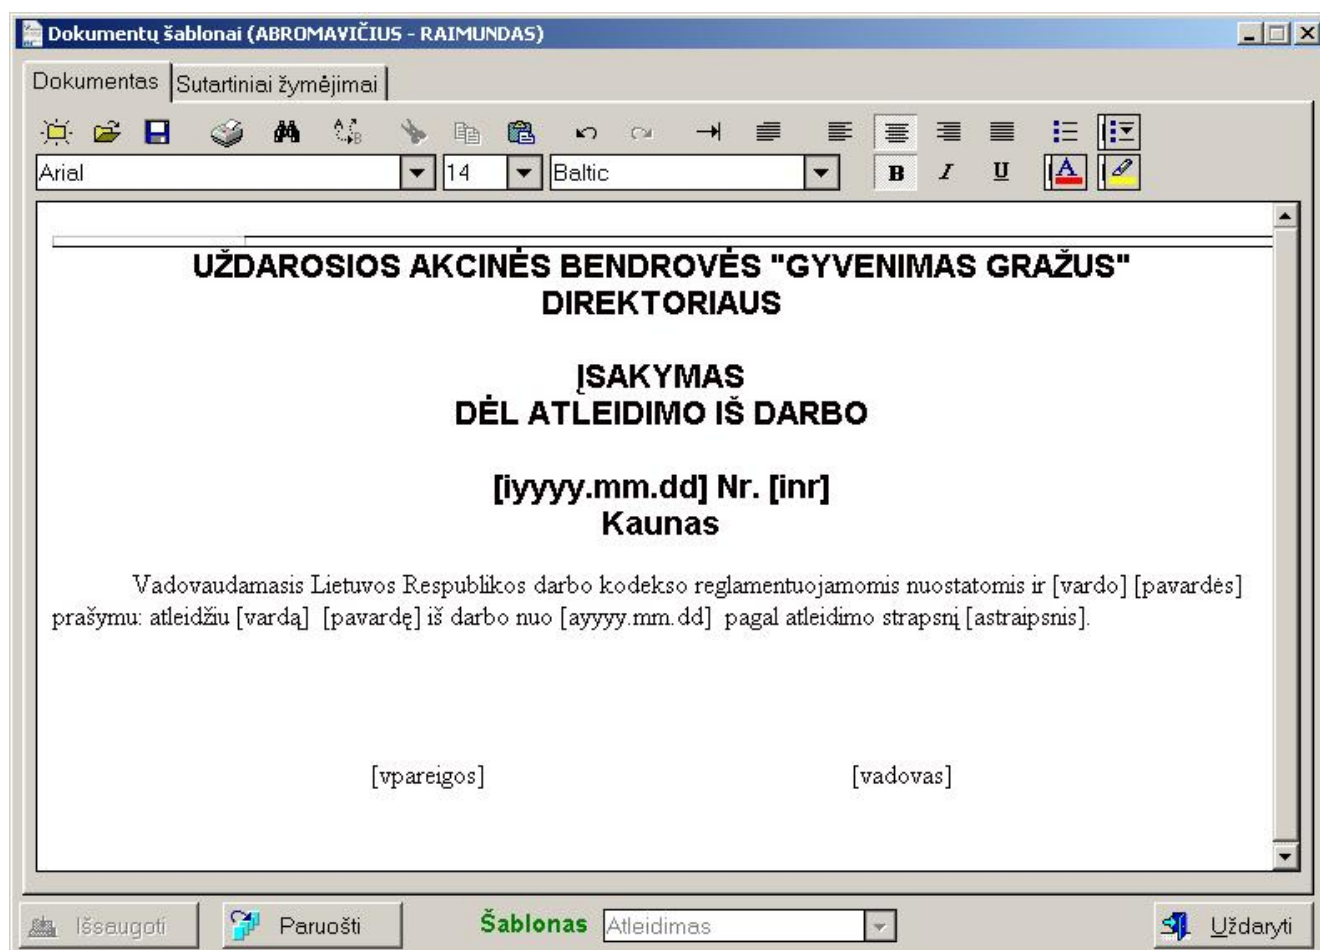 Dokumentų šablonai (ABROMAVIČIUS - RAIMUNDAS)
Dokumentas Sutartiniai žymėjimai
Arial 14 Baltic B I U A
UŽDAROSIOS AKCINĖS BENDROVĖS "GYVENIMAS GRAŽUS"
DIREKTORIAUS
ĮSAKYMAS
DĖL ATLEIDIMO IŠ DARBO
[iyyyy.mm.dd] Nr. [inr]
Kaunas
Vadovaudamasis Lietuvos Respublikos darbo kodekso reglamentuojamomis nuostatomis ir [vardo] [pavardės]
prašymu: atleidžiu [vardą] [pavardę] iš darbo nuo [ayyyy.mm.dd] pagal atleidimo strapsnį [astraipsnis].
[vpareigos] [vadovas]
Išsaugoti Paruošti Šablonas Atleidimas Uždaryti